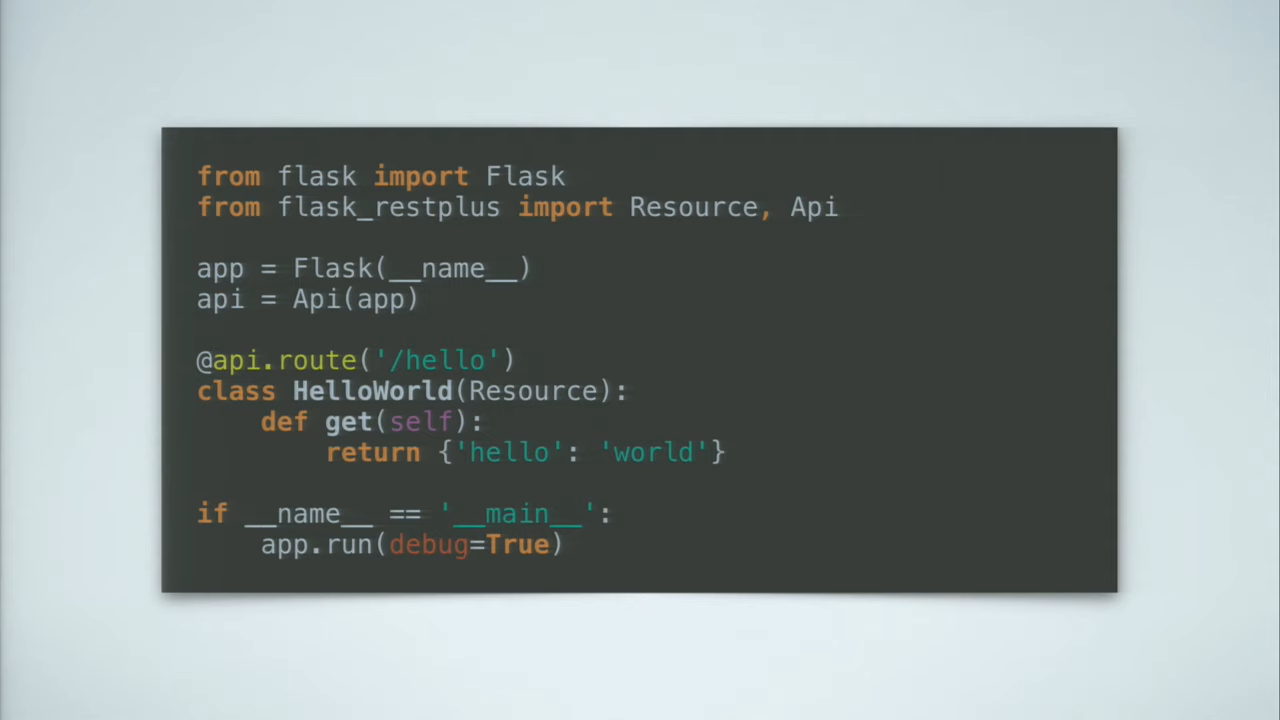 from flask import Flask
from flask_restplus import Resource, Api

app = Flask(__name__)
api = Api(app)

@api.route('/hello')
class HelloWorld(Resource):
    def get(self):
        return {'hello': 'world'}

if __name__ == '__main__':
    app.run(debug=True)